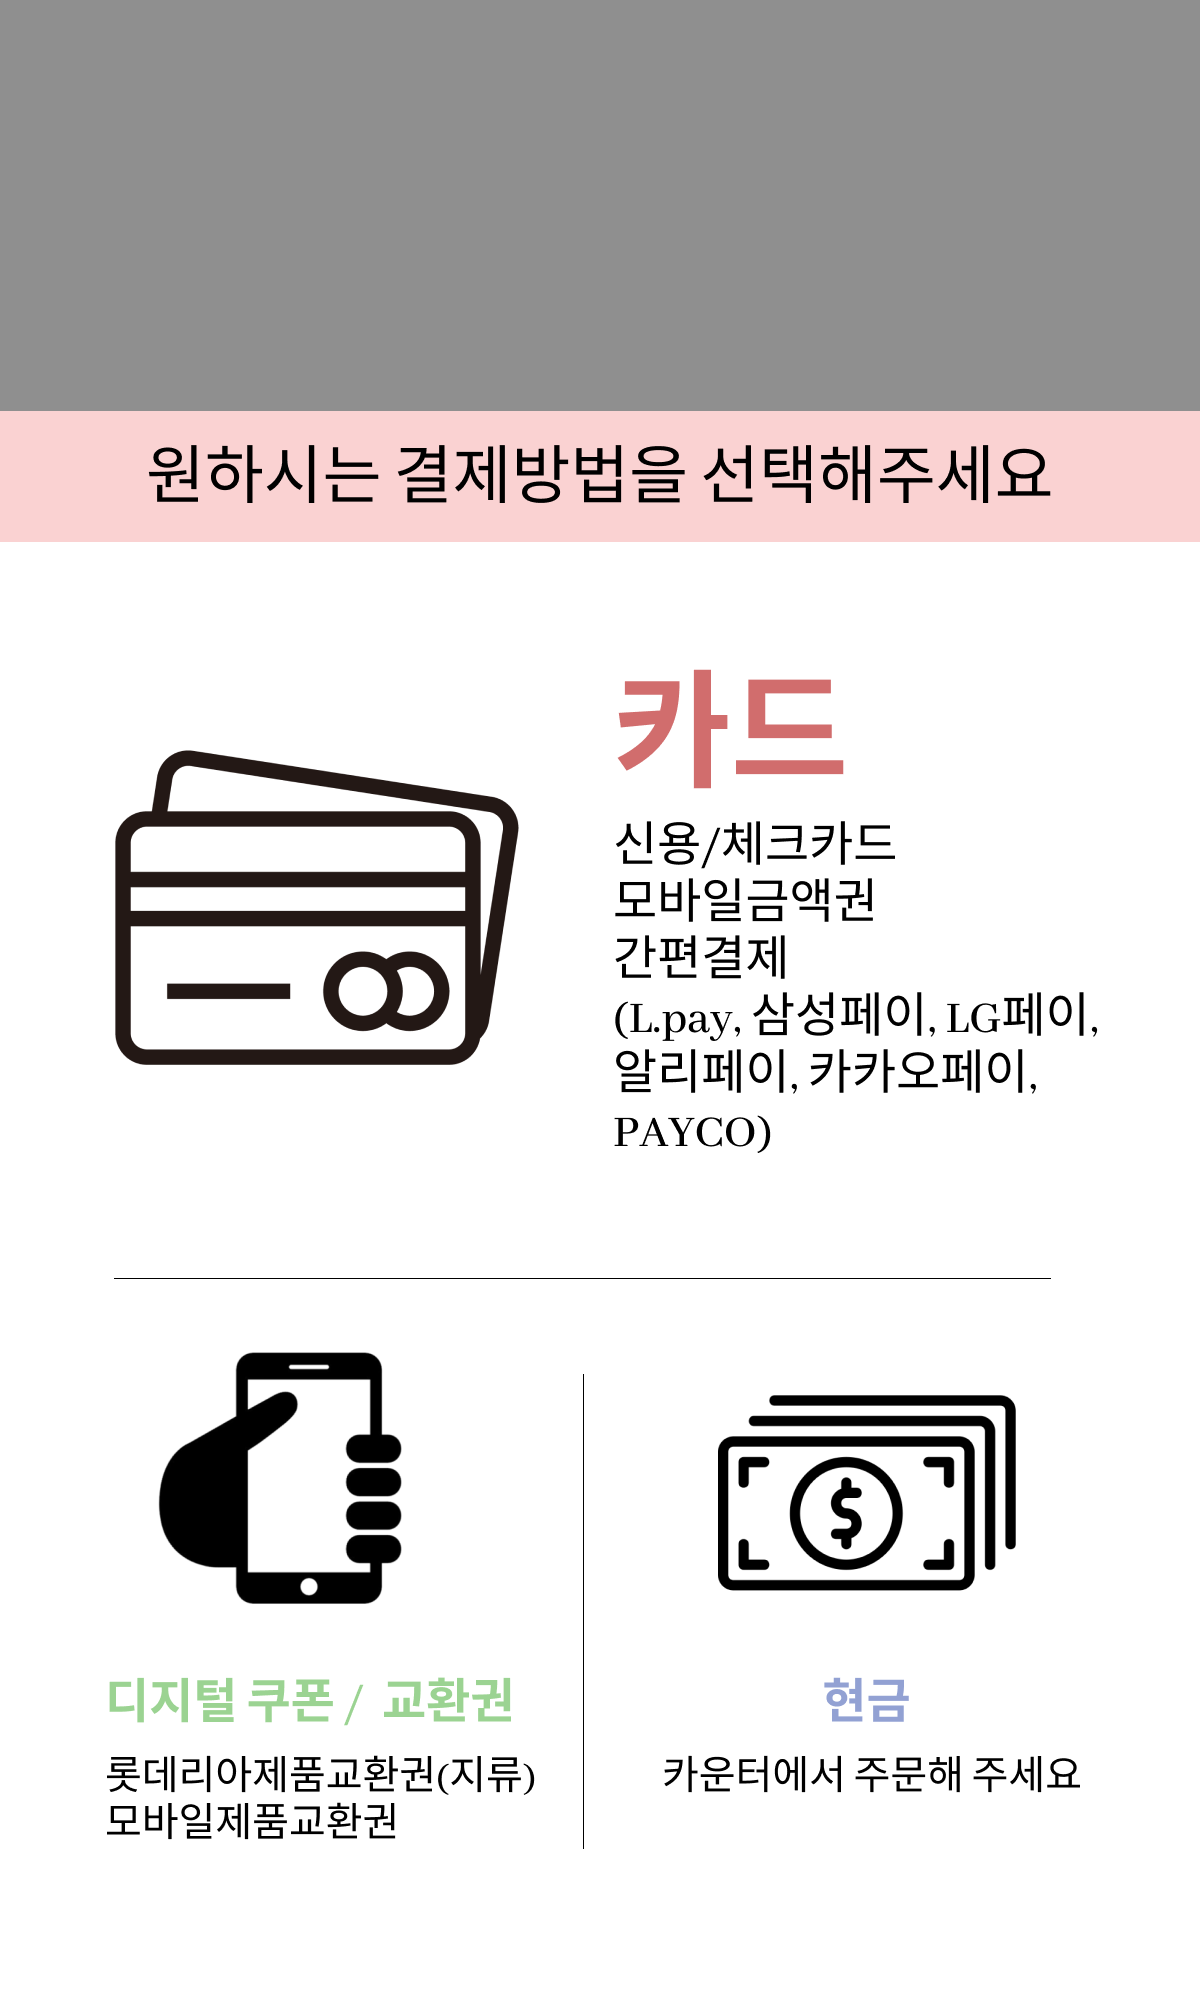 원하시는 결제방법을 선택해주세요
카드
신용/체크카드
모바일금액권
간편결제
(L.pay, 삼성페이, LG페이,
알리페이, 카카오페이,
PAYCO)
디지털 쿠폰 / 교환권
롯데리아제품교환권(지류)
모바일제품교환권
현금
카운터에서 주문해 주세요